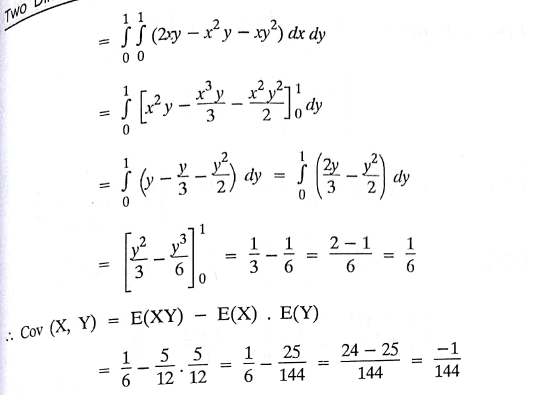 TWO
= ∫₀¹ ∫₀¹ (2xy – x²y – xy²) dx dy
= ∫₀¹ [x²y – x³y/3 – x²y²/2]₀¹ dy
= ∫₀¹ (y – y/3 – y²/2) dy = ∫₀¹ (2y/3 – y²/2) dy
= [y²/3 – y³/6]₀¹ = 1/3 – 1/6 = (2 – 1)/6 = 1/6
∴ Cov (X, Y) = E(XY) – E(X) . E(Y)
= 1/6 – 5/12 . 5/12 = 1/6 – 25/144 = (24 – 25)/144 = –1/144